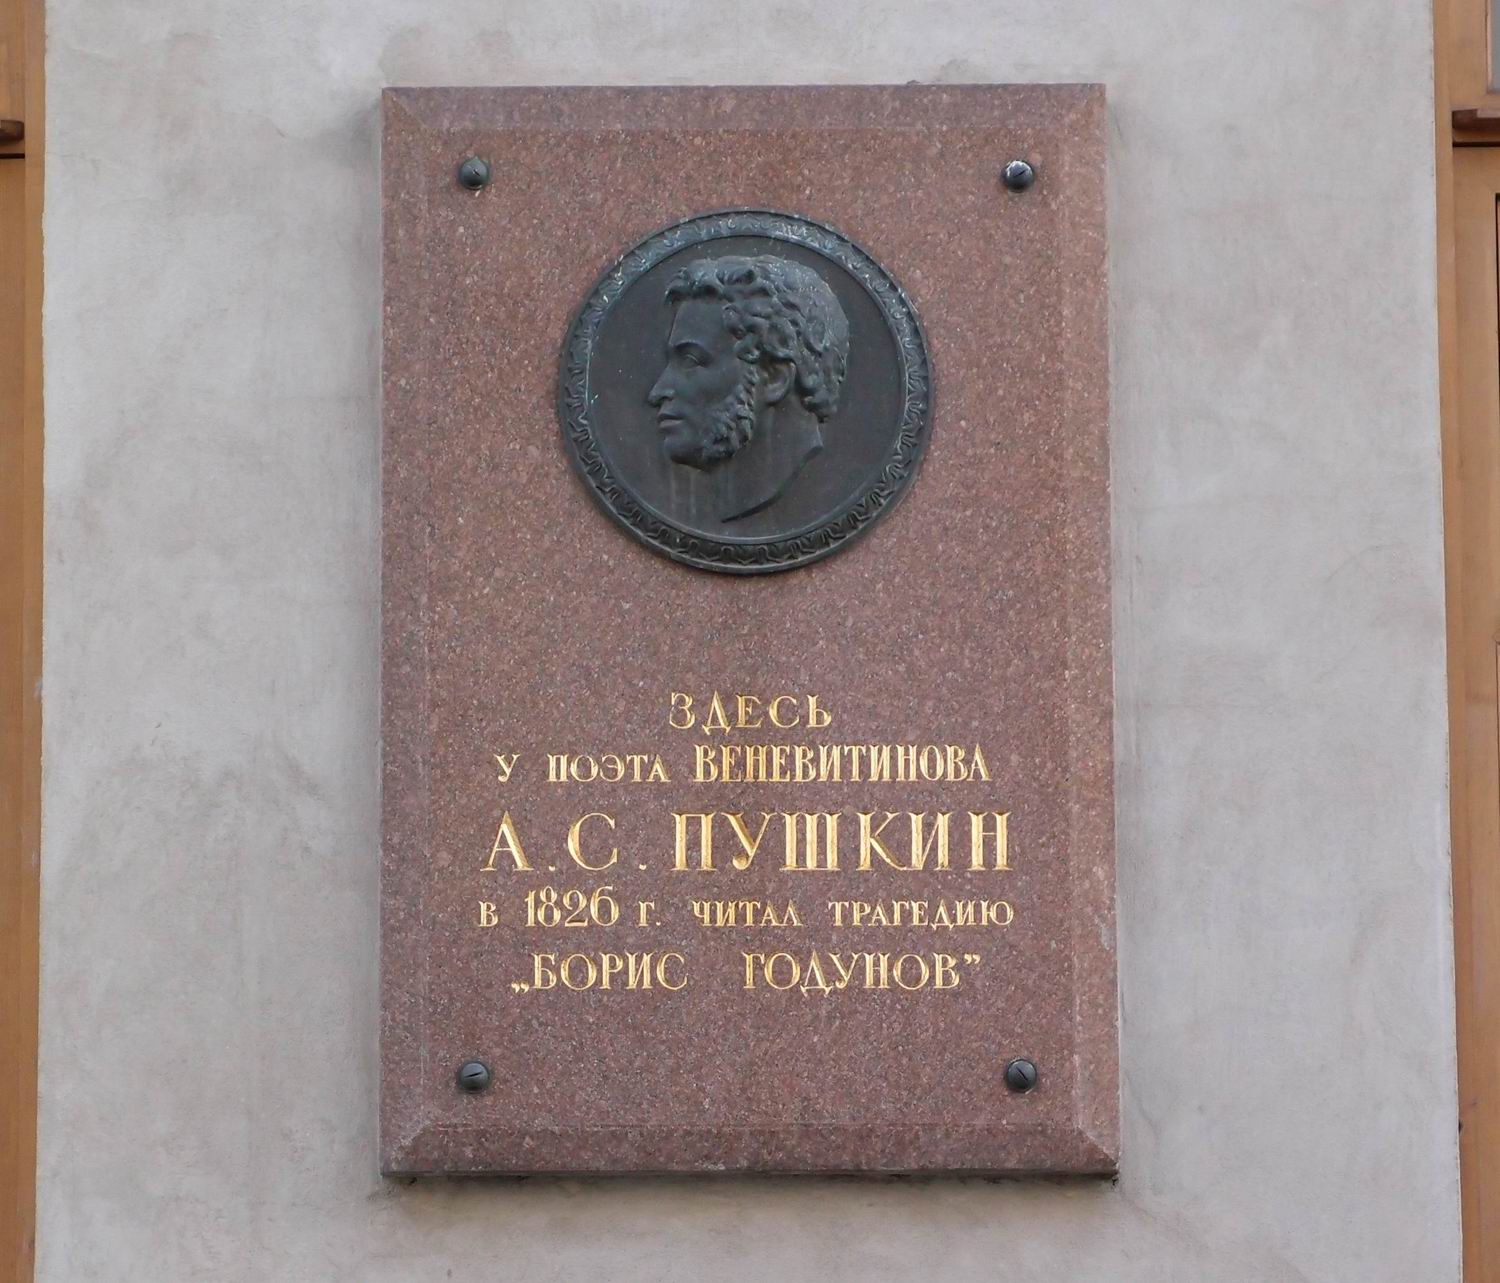 ЗДЕСЬ
У ПОЭТА ВЕНЕВИТИНОВА
А.С. ПУШКИН
В 1826 Г. ЧИТАЛ ТРАГЕДИЮ
„БОРИС ГОДУНОВ”